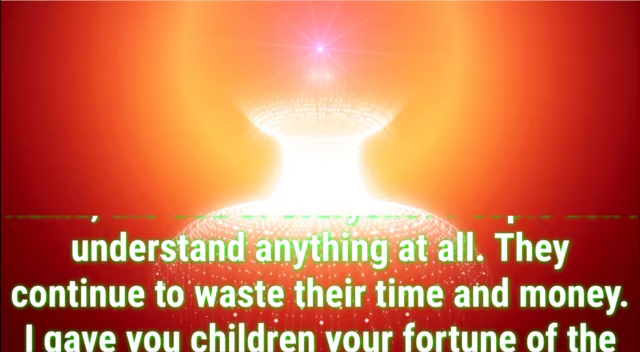 understand anything at all. They
continue to waste their time and money.
I gave you children your fortune of the